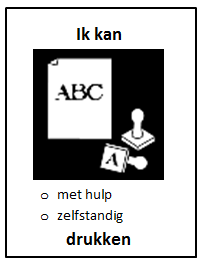 Ik kan
ABC
A
o met hulp
o zelfstandig
drukken